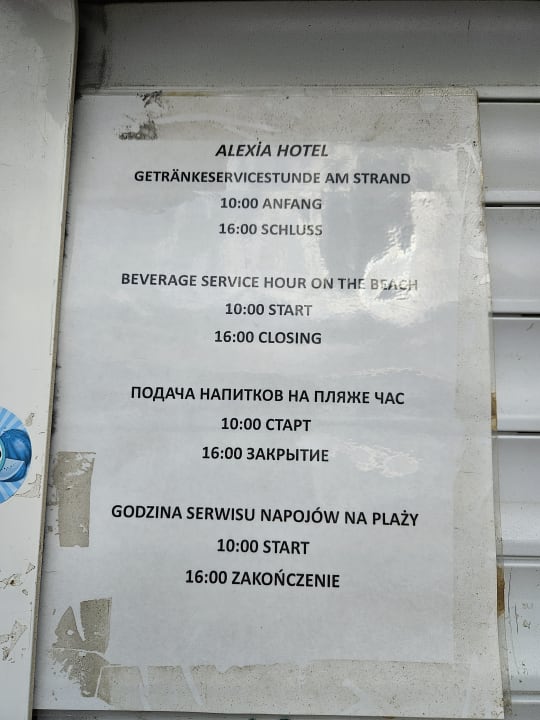 ALEXİA HOTEL
GETRÄNKESERVICESTUNDE AM STRAND
10:00 ANFANG
16:00 SCHLUSS
BEVERAGE SERVICE HOUR ON THE BEACH
10:00 START
16:00 CLOSING
ПОДАЧА НАПИТКОВ НА ПЛЯЖЕ ЧАС
10:00 СТАРТ
16:00 ЗАКРЫТИЕ
GODZINA SERWISU NAPOJÓW NA PLAŻY
10:00 START
16:00 ZAKOŃCZENIE